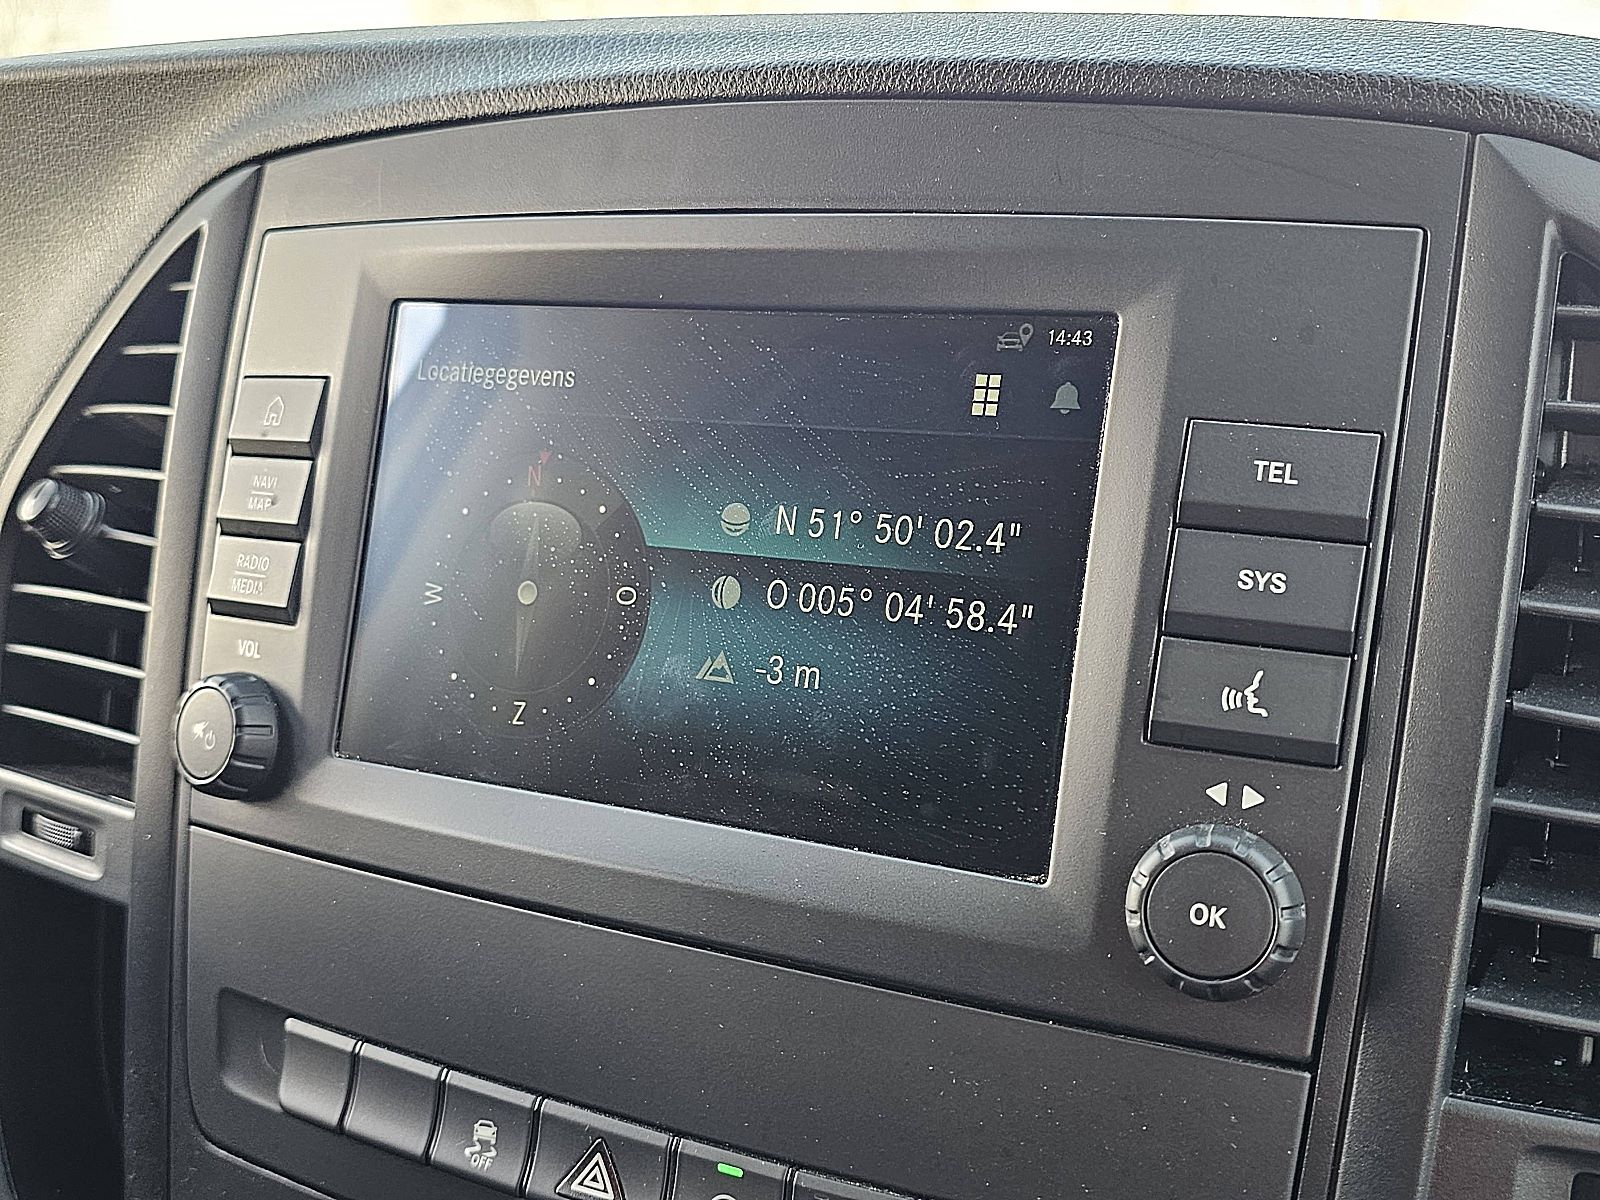 14:43
Locatiegegevens
N
W
O
Z
N 51° 50' 02.4"
O 005° 04' 58.4"
-3 m
NAVI
MAP
RADIO
MEDIA
VOL
TEL
SYS
OK
OFF